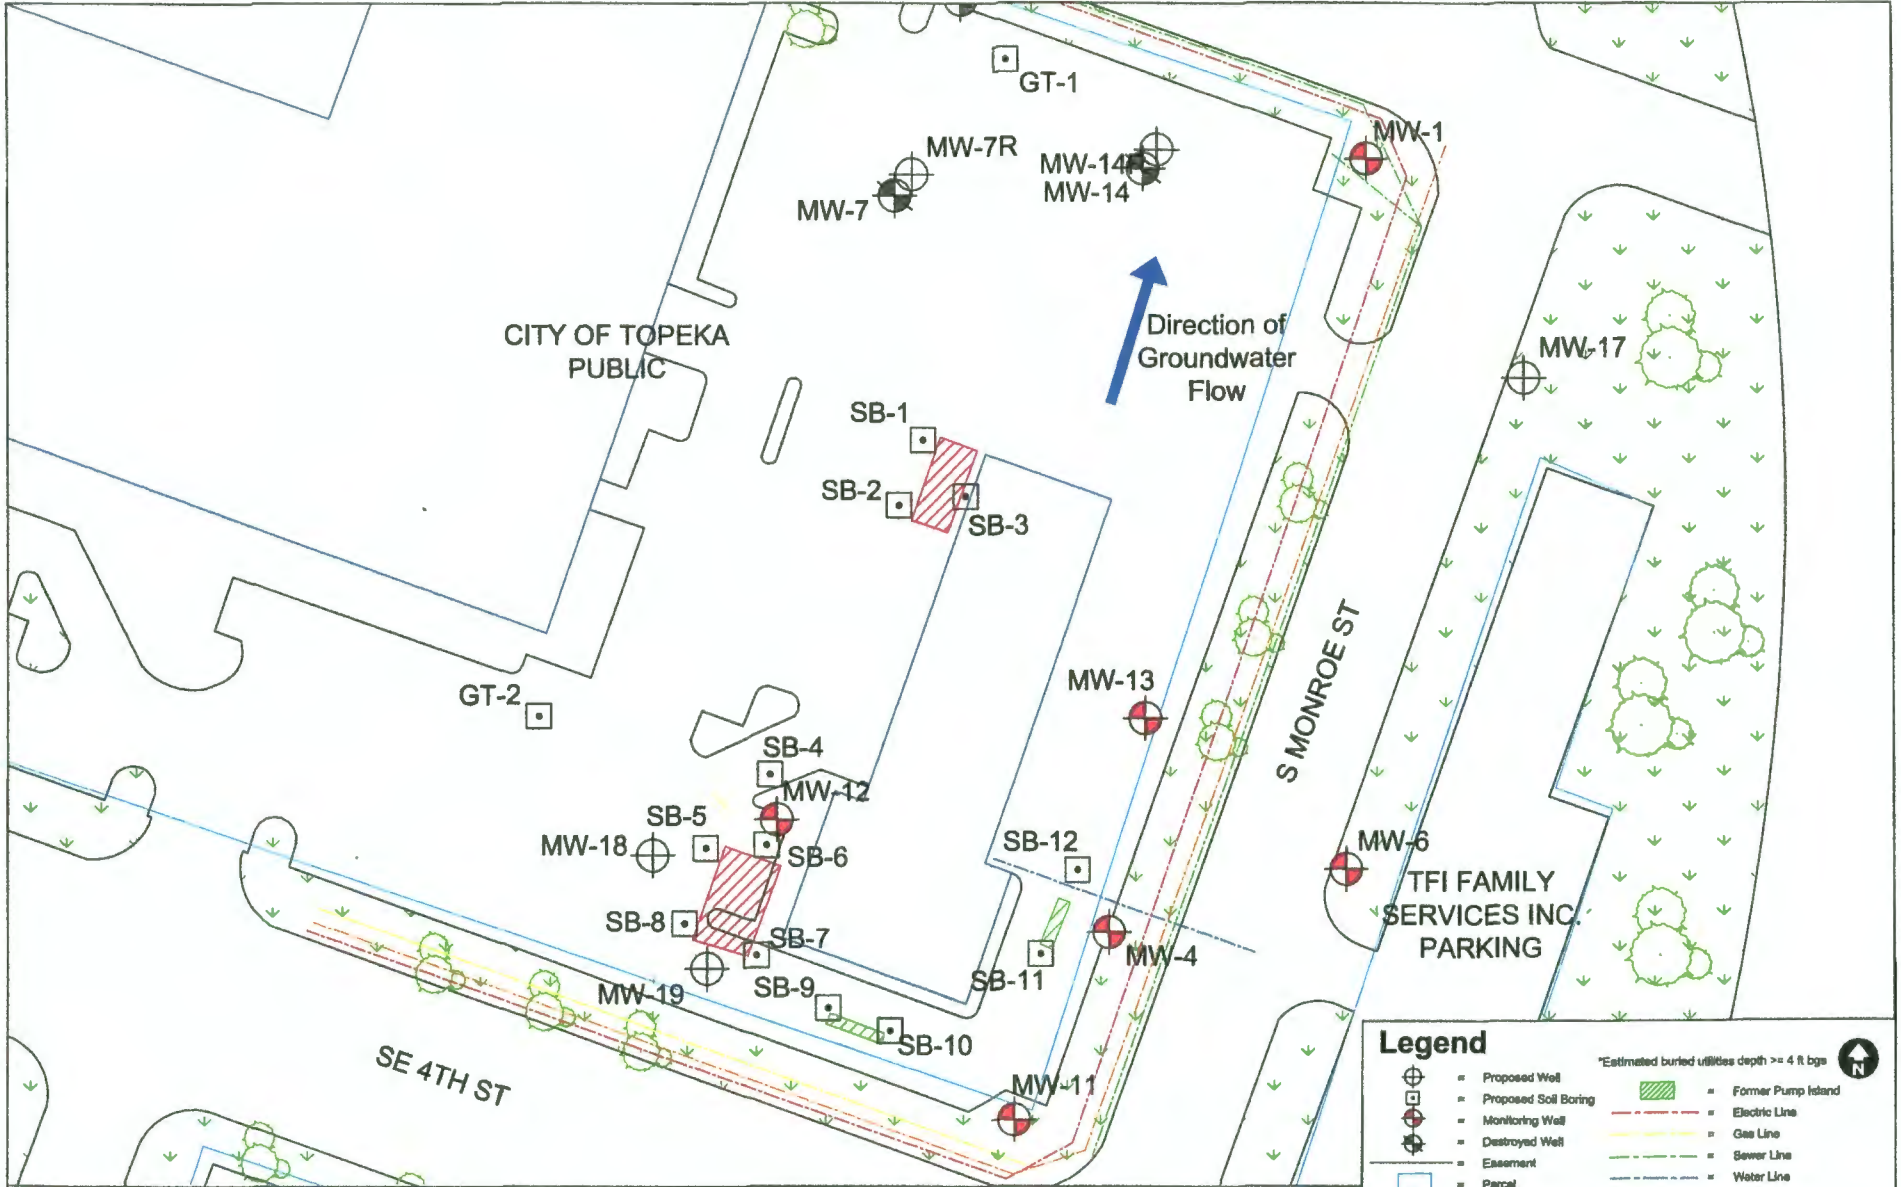 GT-1
MW-1
MW-7R
MW-14R
MW-14
MW-7
Direction of
Groundwater
Flow
CITY OF TOPEKA
PUBLIC
MW-17
SB-1
SB-2
SB-3
S MONROE ST
MW-13
GT-2
SB-4
MW-12
SB-5
MW-18
SB-6
SB-12
MW-6
TFI FAMILY
SERVICES INC.
PARKING
SB-8
SB-7
MW-4
SB-11
SB-9
MW-19
SB-10
SE 4TH ST
MW-11
Legend
*Estimated buried utilities depth >= 4 ft bgs
N
= Proposed Well
= Proposed Soil Boring
= Monitoring Well
= Destroyed Well
= Easement
= Parcel
= Former Pump Island
= Electric Line
= Gas Line
= Sewer Line
= Water Line